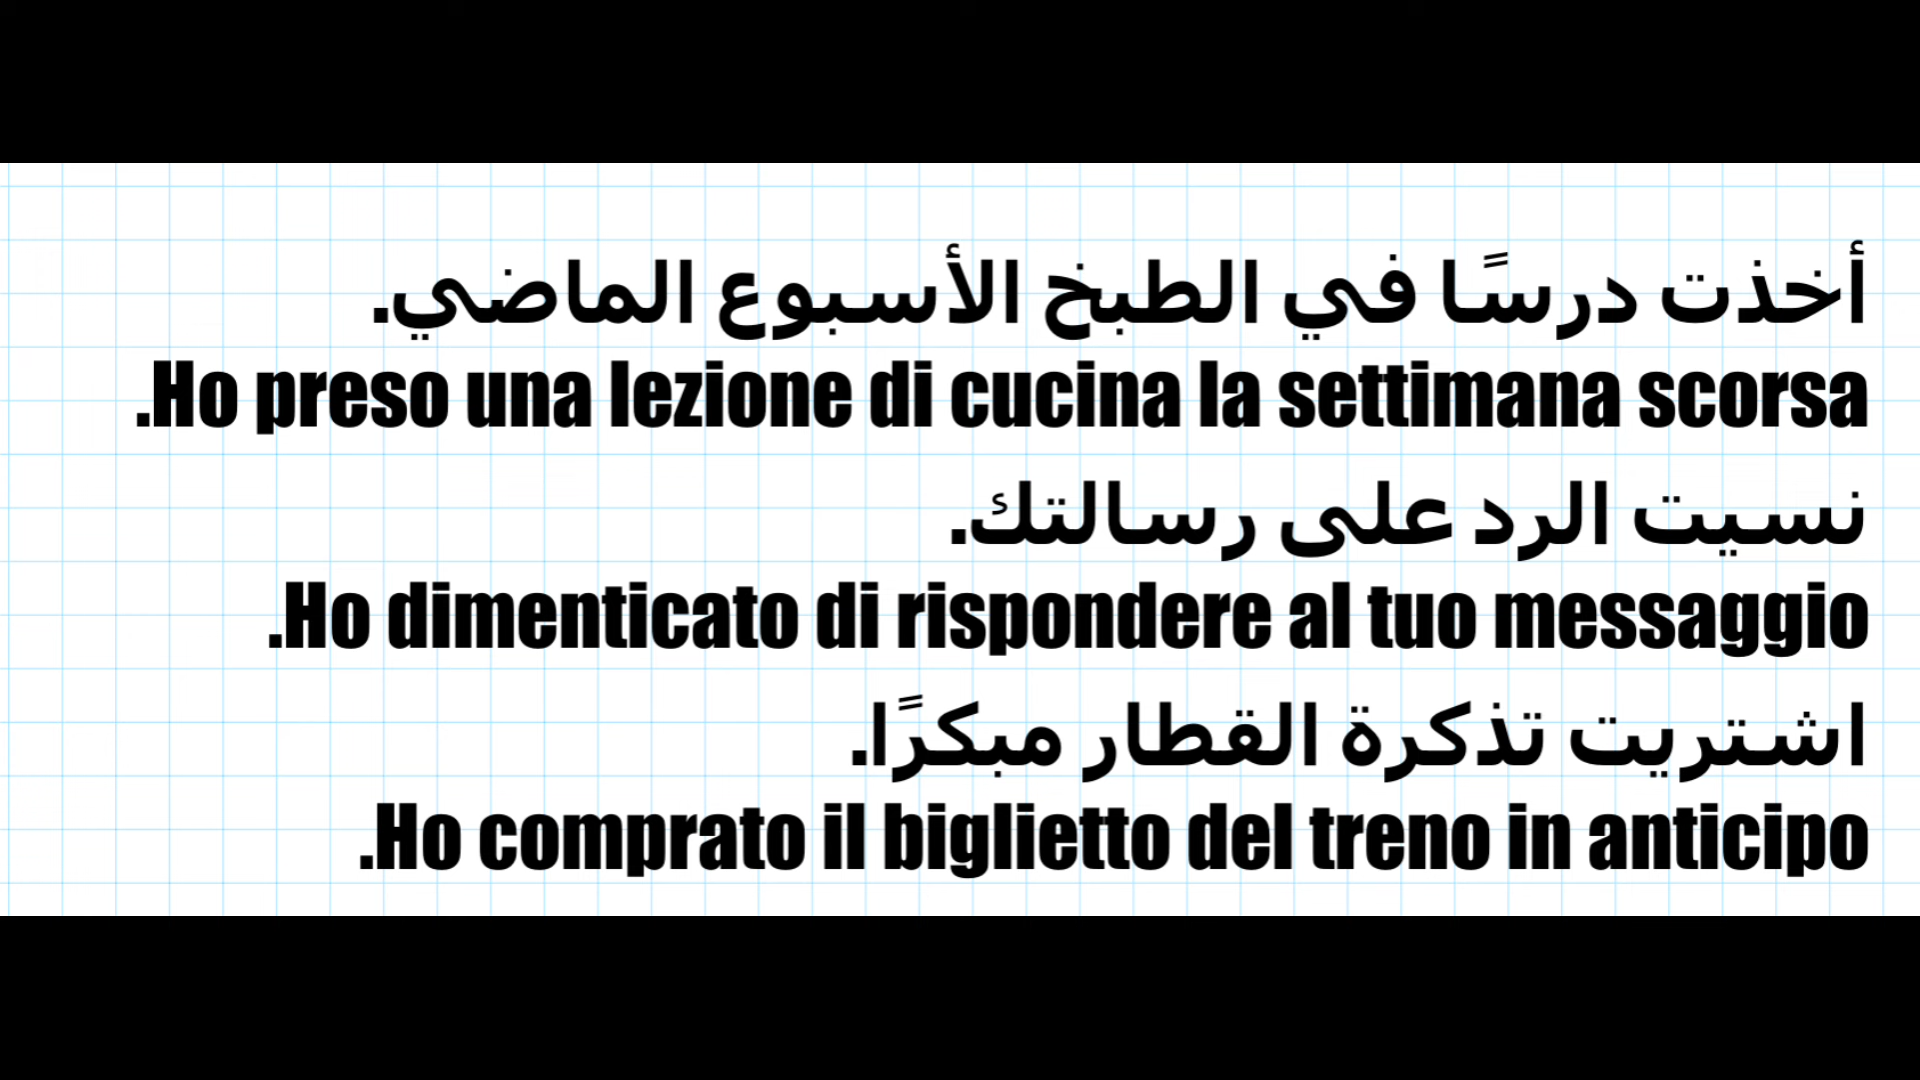 أخذت درسًا في الطبخ الأسبوع الماضي.
.Ho preso una lezione di cucina la settimana scorsa
نسيت الرد على رسالتك.
.Ho dimenticato di rispondere al tuo messaggio
اشتريت تذكرة القطار مبكرًا.
.Ho comprato il biglietto del treno in anticipo